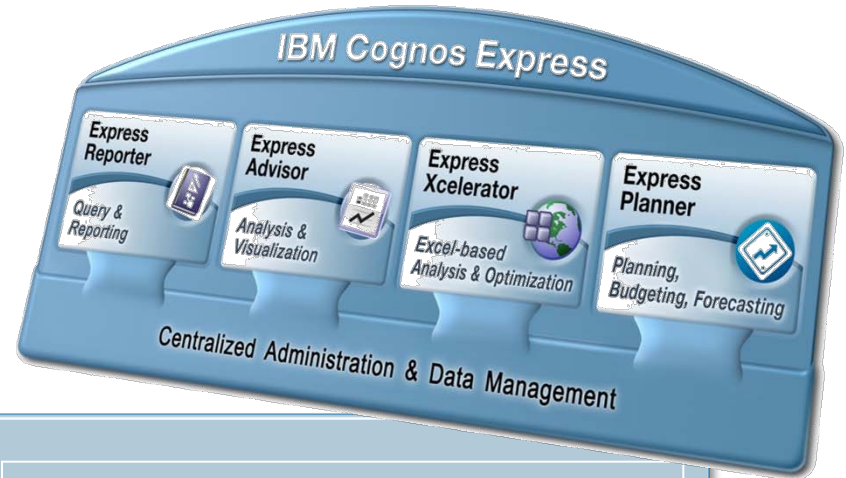 IBM Cognos Express
Express
Reporter
Query &
Reporting
Express
Advisor
Analysis &
Visualization
Express
Xcelerator
Excel-based
Analysis & Optimization
Express
Planner
Planning,
Budgeting, Forecasting
Centralized Administration & Data Management